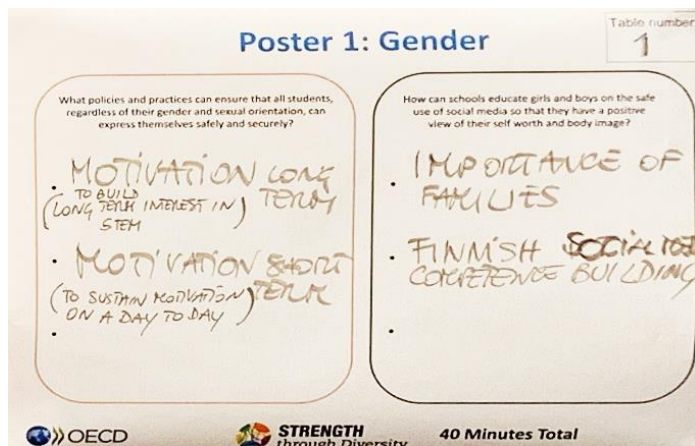 Table number
1
Poster 1: Gender
What policies and practices can ensure that all students,
regardless of their gender and sexual orientation, can
express themselves safely and securely?
• MOTIVATION LONG
TERM
(TO BUILD
LONG TERM INTEREST IN)
STEM
• MOTIVATION SHORT
TERM
(TO SUSTAIN MOTIVATION)
ON A DAY TO DAY
•
How can schools educate girls and boys on the safe
use of social media so that they have a positive
view of their self worth and body image?
• IMPORTANCE OF
FAMILIES
• FINNISH
COMPETENCE BUILDING
•
OECD
STRENGTH
through Diversity
40 Minutes Total